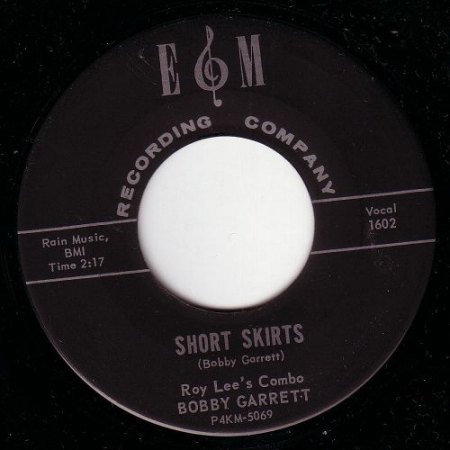 E & M
RECORDING COMPANY
Rain Music,
BMI
Time 2:17
Vocal
1602
SHORT SKIRTS
(Bobby Garrett)
Roy Lee's Combo
BOBBY GARRETT
P4KM-5069